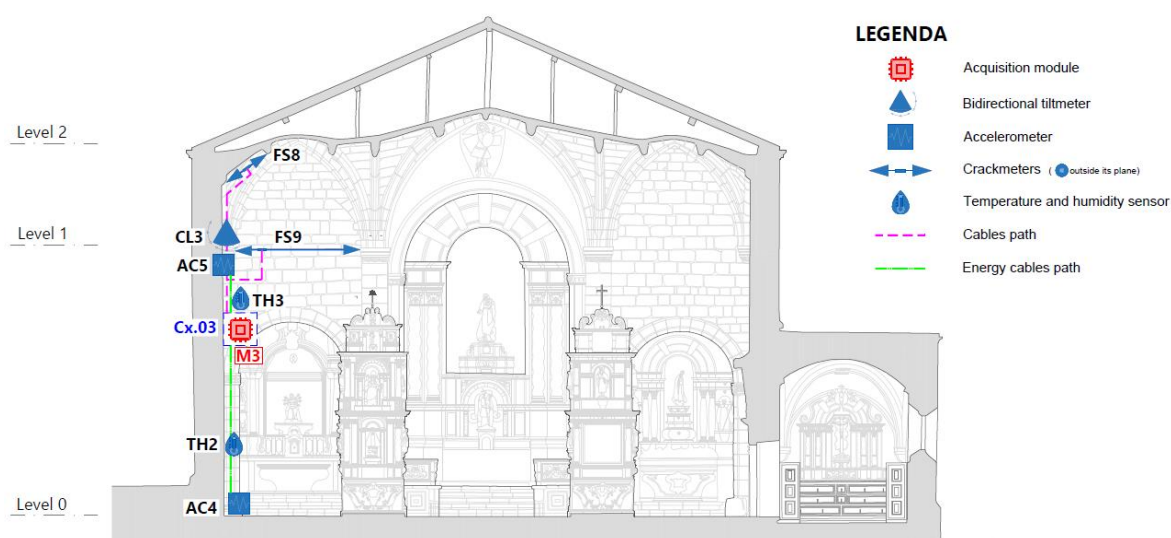 LEGENDA
Acquisition module
Bidirectional tiltmeter
Accelerometer
Crackmeters ( outside its plane)
Temperature and humidity sensor
Cables path
Energy cables path
Level 2
FS8
Level 1
CL3
FS9
AC5
TH3
Cx.03
M3
TH2
Level 0
AC4